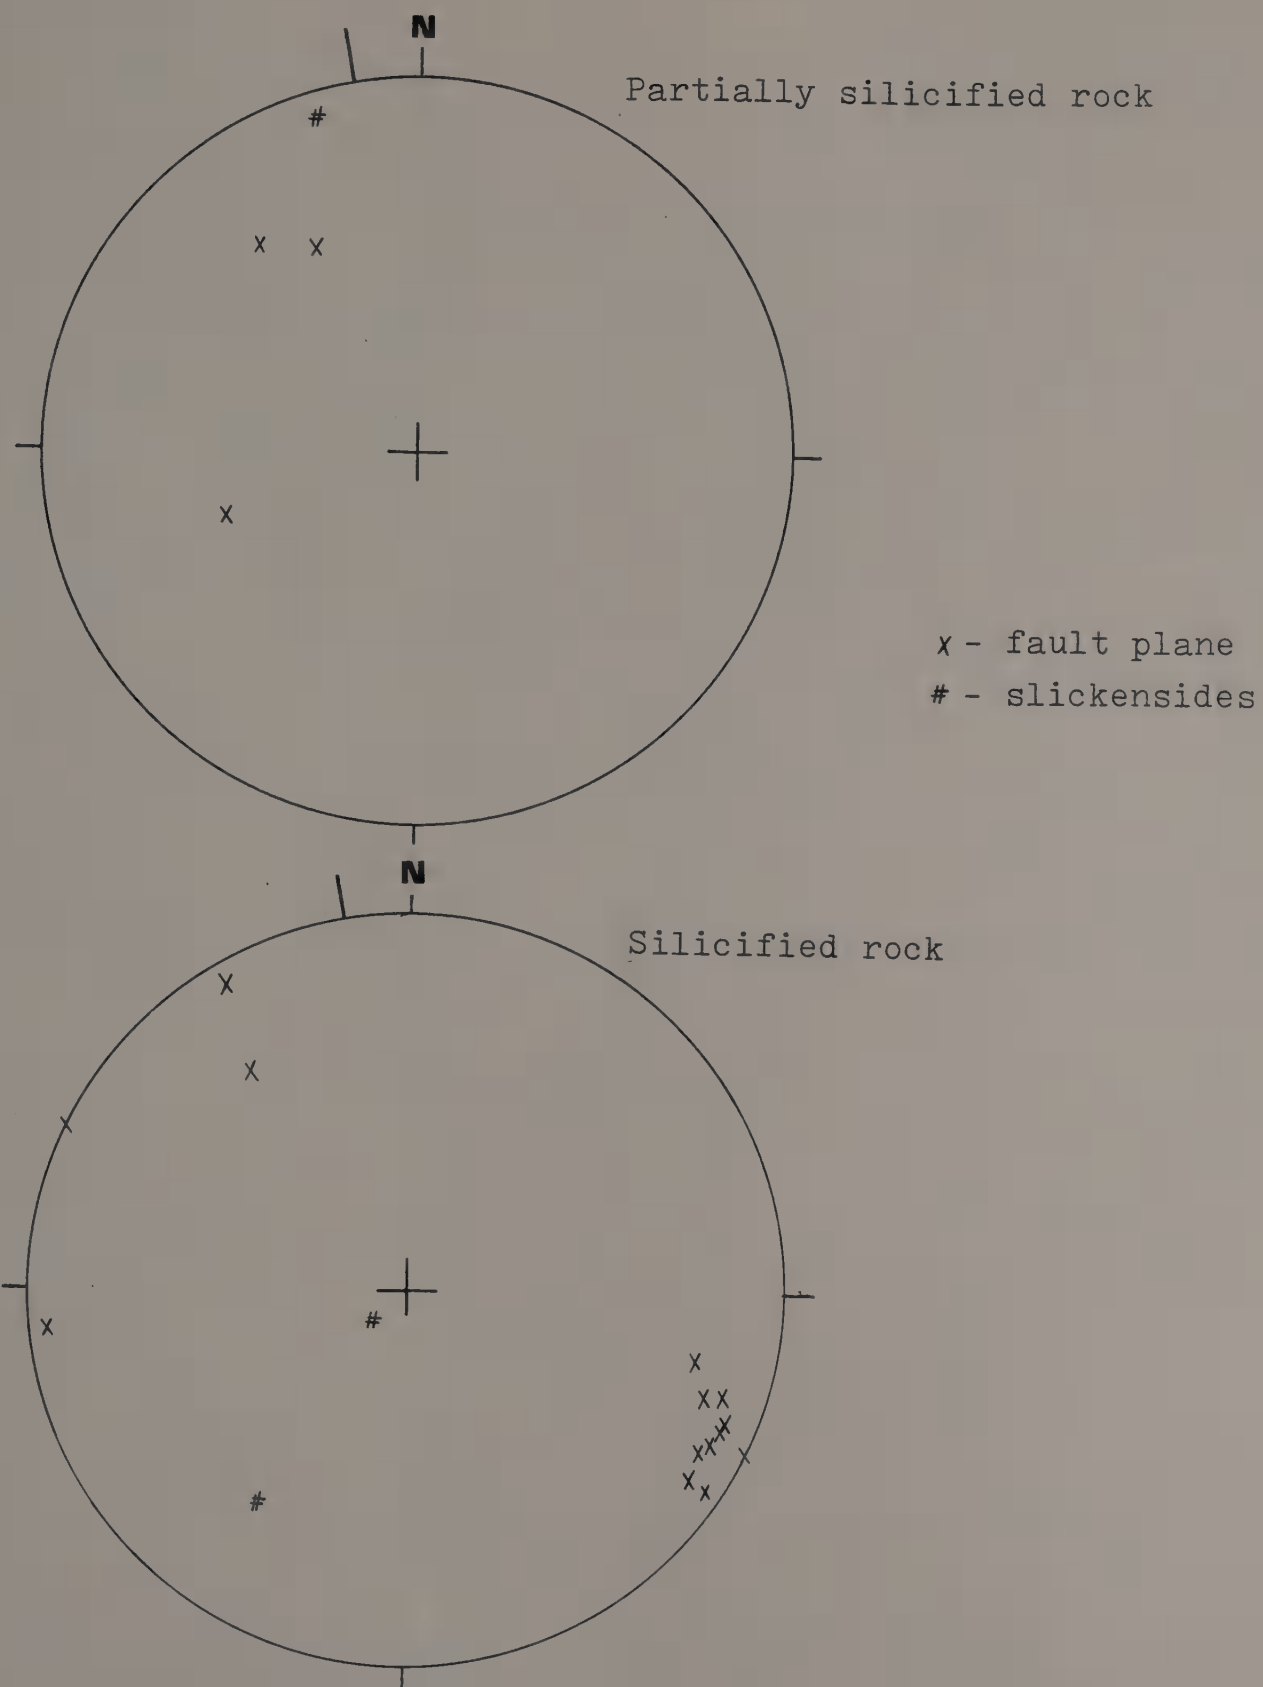 N
Partially silicified rock
x - fault plane
# - slickensides
N
Silicified rock